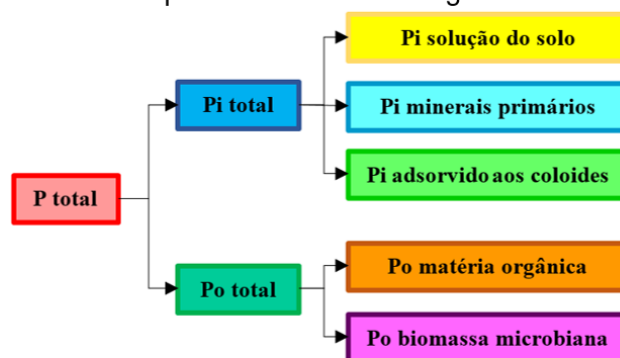 Pi solução do solo
Pi total
Pi minerais primários
Pi adsorvido aos coloides
P total
Po matéria orgânica
Po total
Po biomassa microbiana